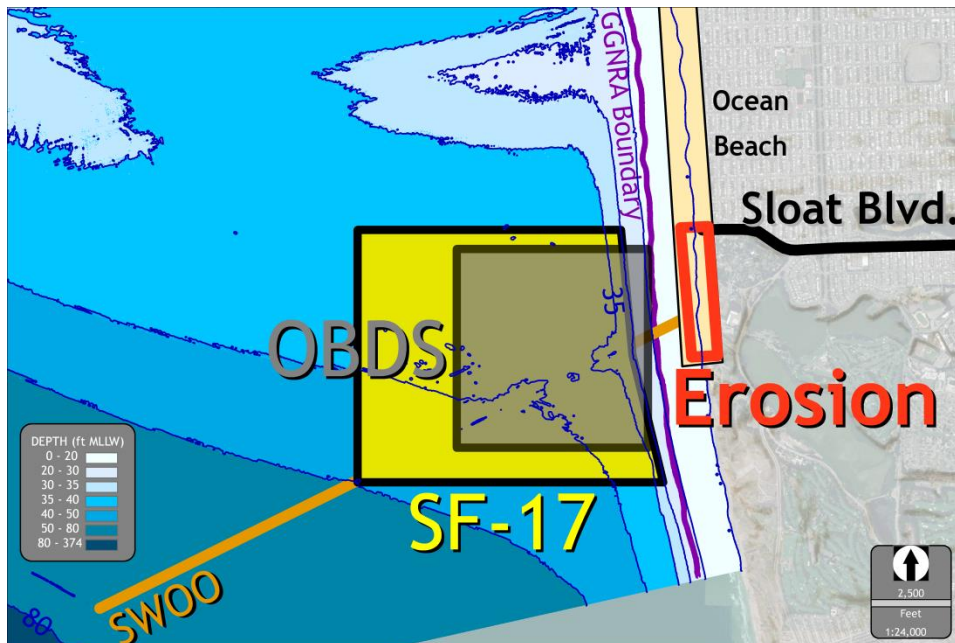 GGNRA Boundary
Ocean
Beach
Sloat Blvd.
35
OBDS
Erosion
SF-17
SWOO
80
DEPTH (ft MLLW)
0 - 20
20 - 30
30 - 35
35 - 40
40 - 50
50 - 80
80 - 374
2,500
Feet
1:24,000